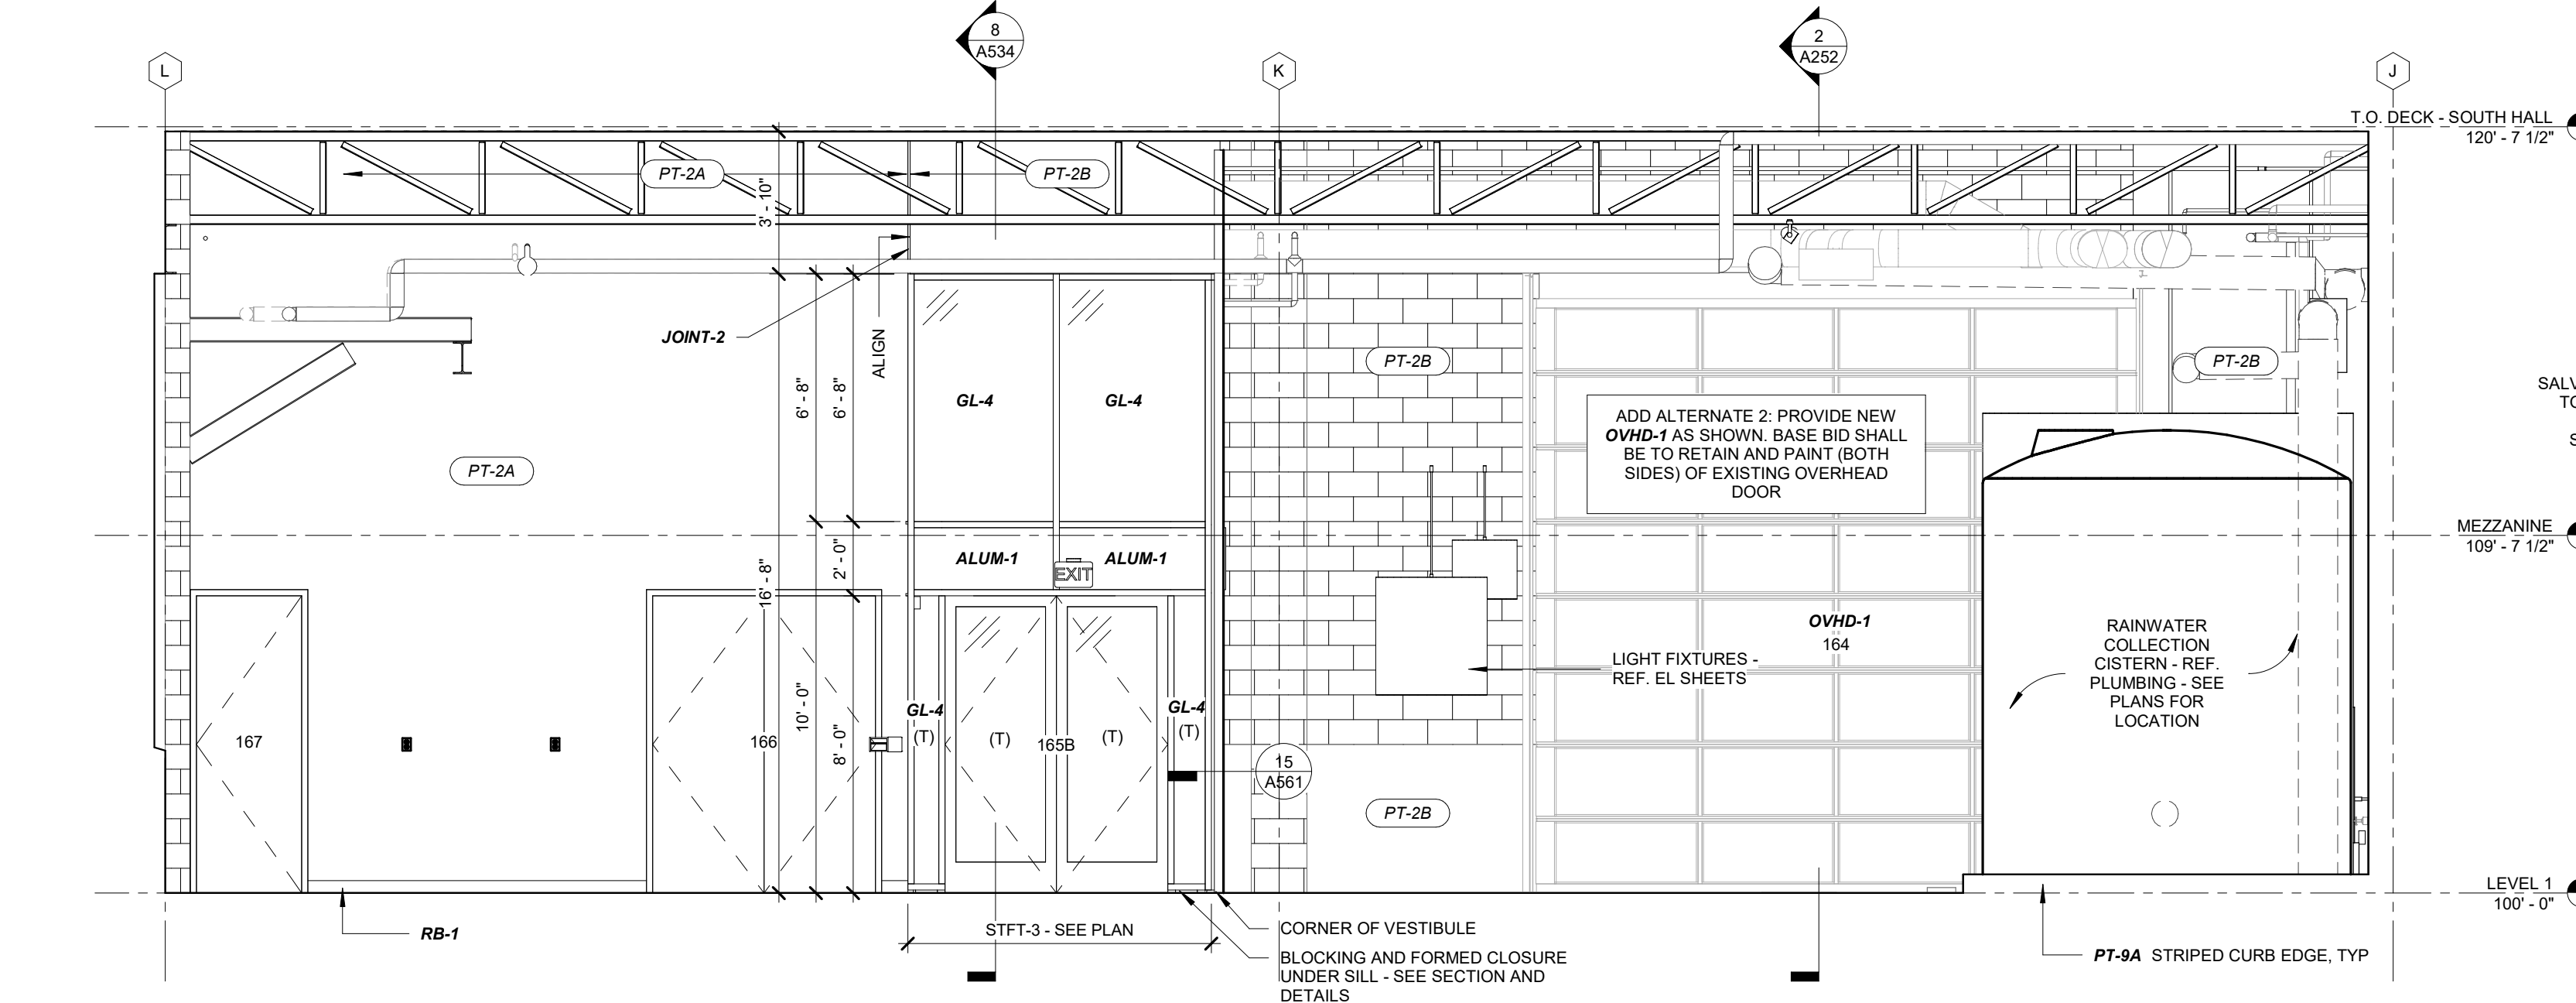 8
A534
2
A252
L
K
J
T.O. DECK - SOUTH HALL
120' - 7 1/2"
PT-2A
PT-2B
3' - 10"
JOINT-2
ALIGN
6' - 8"
6' - 8"
GL-4
GL-4
PT-2A
PT-2B
PT-2B
ADD ALTERNATE 2: PROVIDE NEW
OVHD-1 AS SHOWN. BASE BID SHALL
BE TO RETAIN AND PAINT (BOTH
SIDES) OF EXISTING OVERHEAD
DOOR
SALV
TO
S
MEZZANINE
109' - 7 1/2"
ALUM-1
ALUM-1
EXIT
2' - 0"
16' - 8"
10' - 0"
8' - 0"
167
166
GL-4
(T)
(T)
165B
(T)
GL-4
(T)
15
A561
LIGHT FIXTURES -
REF. EL SHEETS
OVHD-1
164
RAINWATER
COLLECTION
CISTERN - REF.
PLUMBING - SEE
PLANS FOR
LOCATION
PT-2B
LEVEL 1
100' - 0"
RB-1
STFT-3 - SEE PLAN
CORNER OF VESTIBULE
BLOCKING AND FORMED CLOSURE
UNDER SILL - SEE SECTION AND
DETAILS
PT-9A STRIPED CURB EDGE, TYP